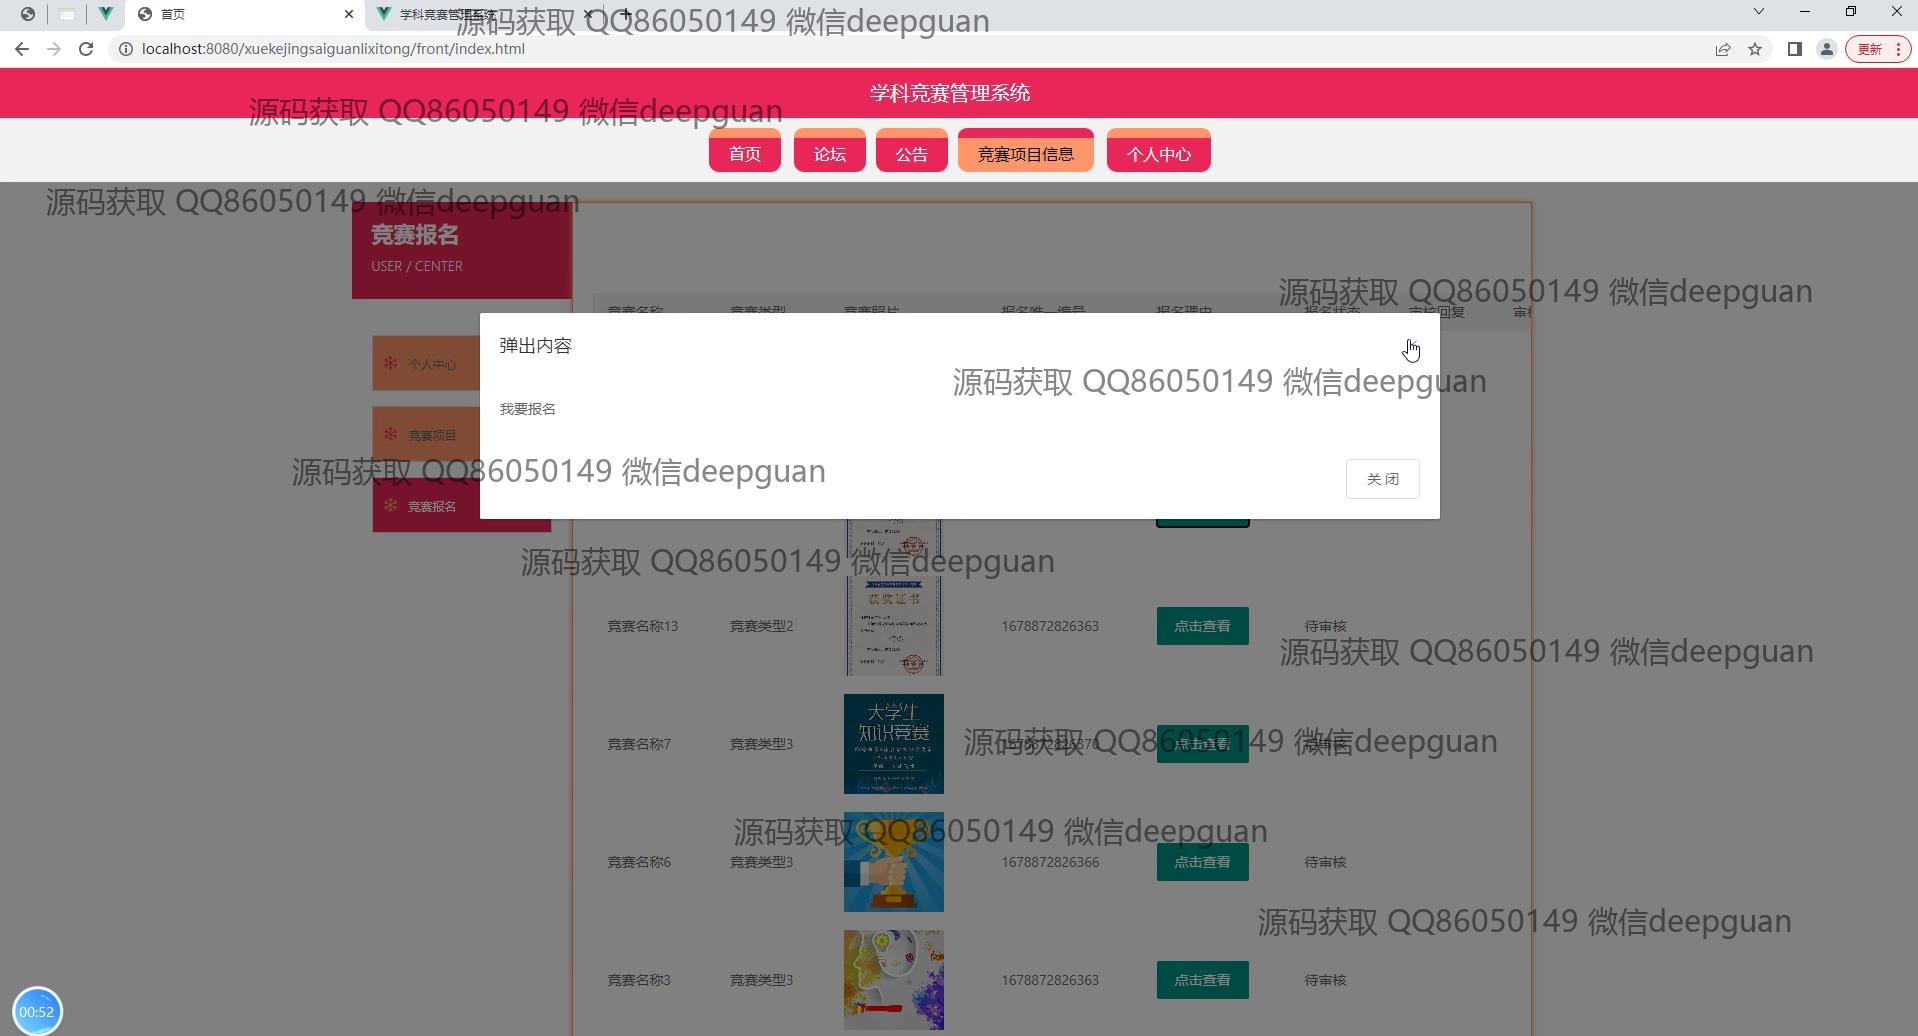 首页
学科竞赛管理系统
源码获取 QQ86050149 微信deepguan
localhost:8080/xuekejingsaiguanlixitong/front/index.html
更新
学科竞赛管理系统
源码获取 QQ86050149 微信deepguan
首页 论坛 公告 竞赛项目信息 个人中心
源码获取 QQ86050149 微信deepguan
竞赛报名
USER / CENTER
源码获取 QQ86050149 微信deepguan
竞赛名称 竞赛类型 竞赛照片 报名唯一编号 报名理由 报名状态 审核回复
弹出内容
个人中心
源码获取 QQ86050149 微信deepguan
我要报名
竞赛项目
源码获取 QQ86050149 微信deepguan
关 闭
竞赛报名
源码获取 QQ86050149 微信deepguan
获奖证书
竞赛名称13 竞赛类型2 1678872826363 点击查看 待审核
源码获取 QQ86050149 微信deepguan
大学生
知识竞赛
竞赛名称7 竞赛类型3 1678872826370 点击查看 待审核
源码获取 QQ86050149 微信deepguan
源码获取 QQ86050149 微信deepguan
竞赛名称6 竞赛类型3 1678872826366 点击查看 待审核
源码获取 QQ86050149 微信deepguan
竞赛名称3 竞赛类型3 1678872826363 点击查看 待审核
00:52